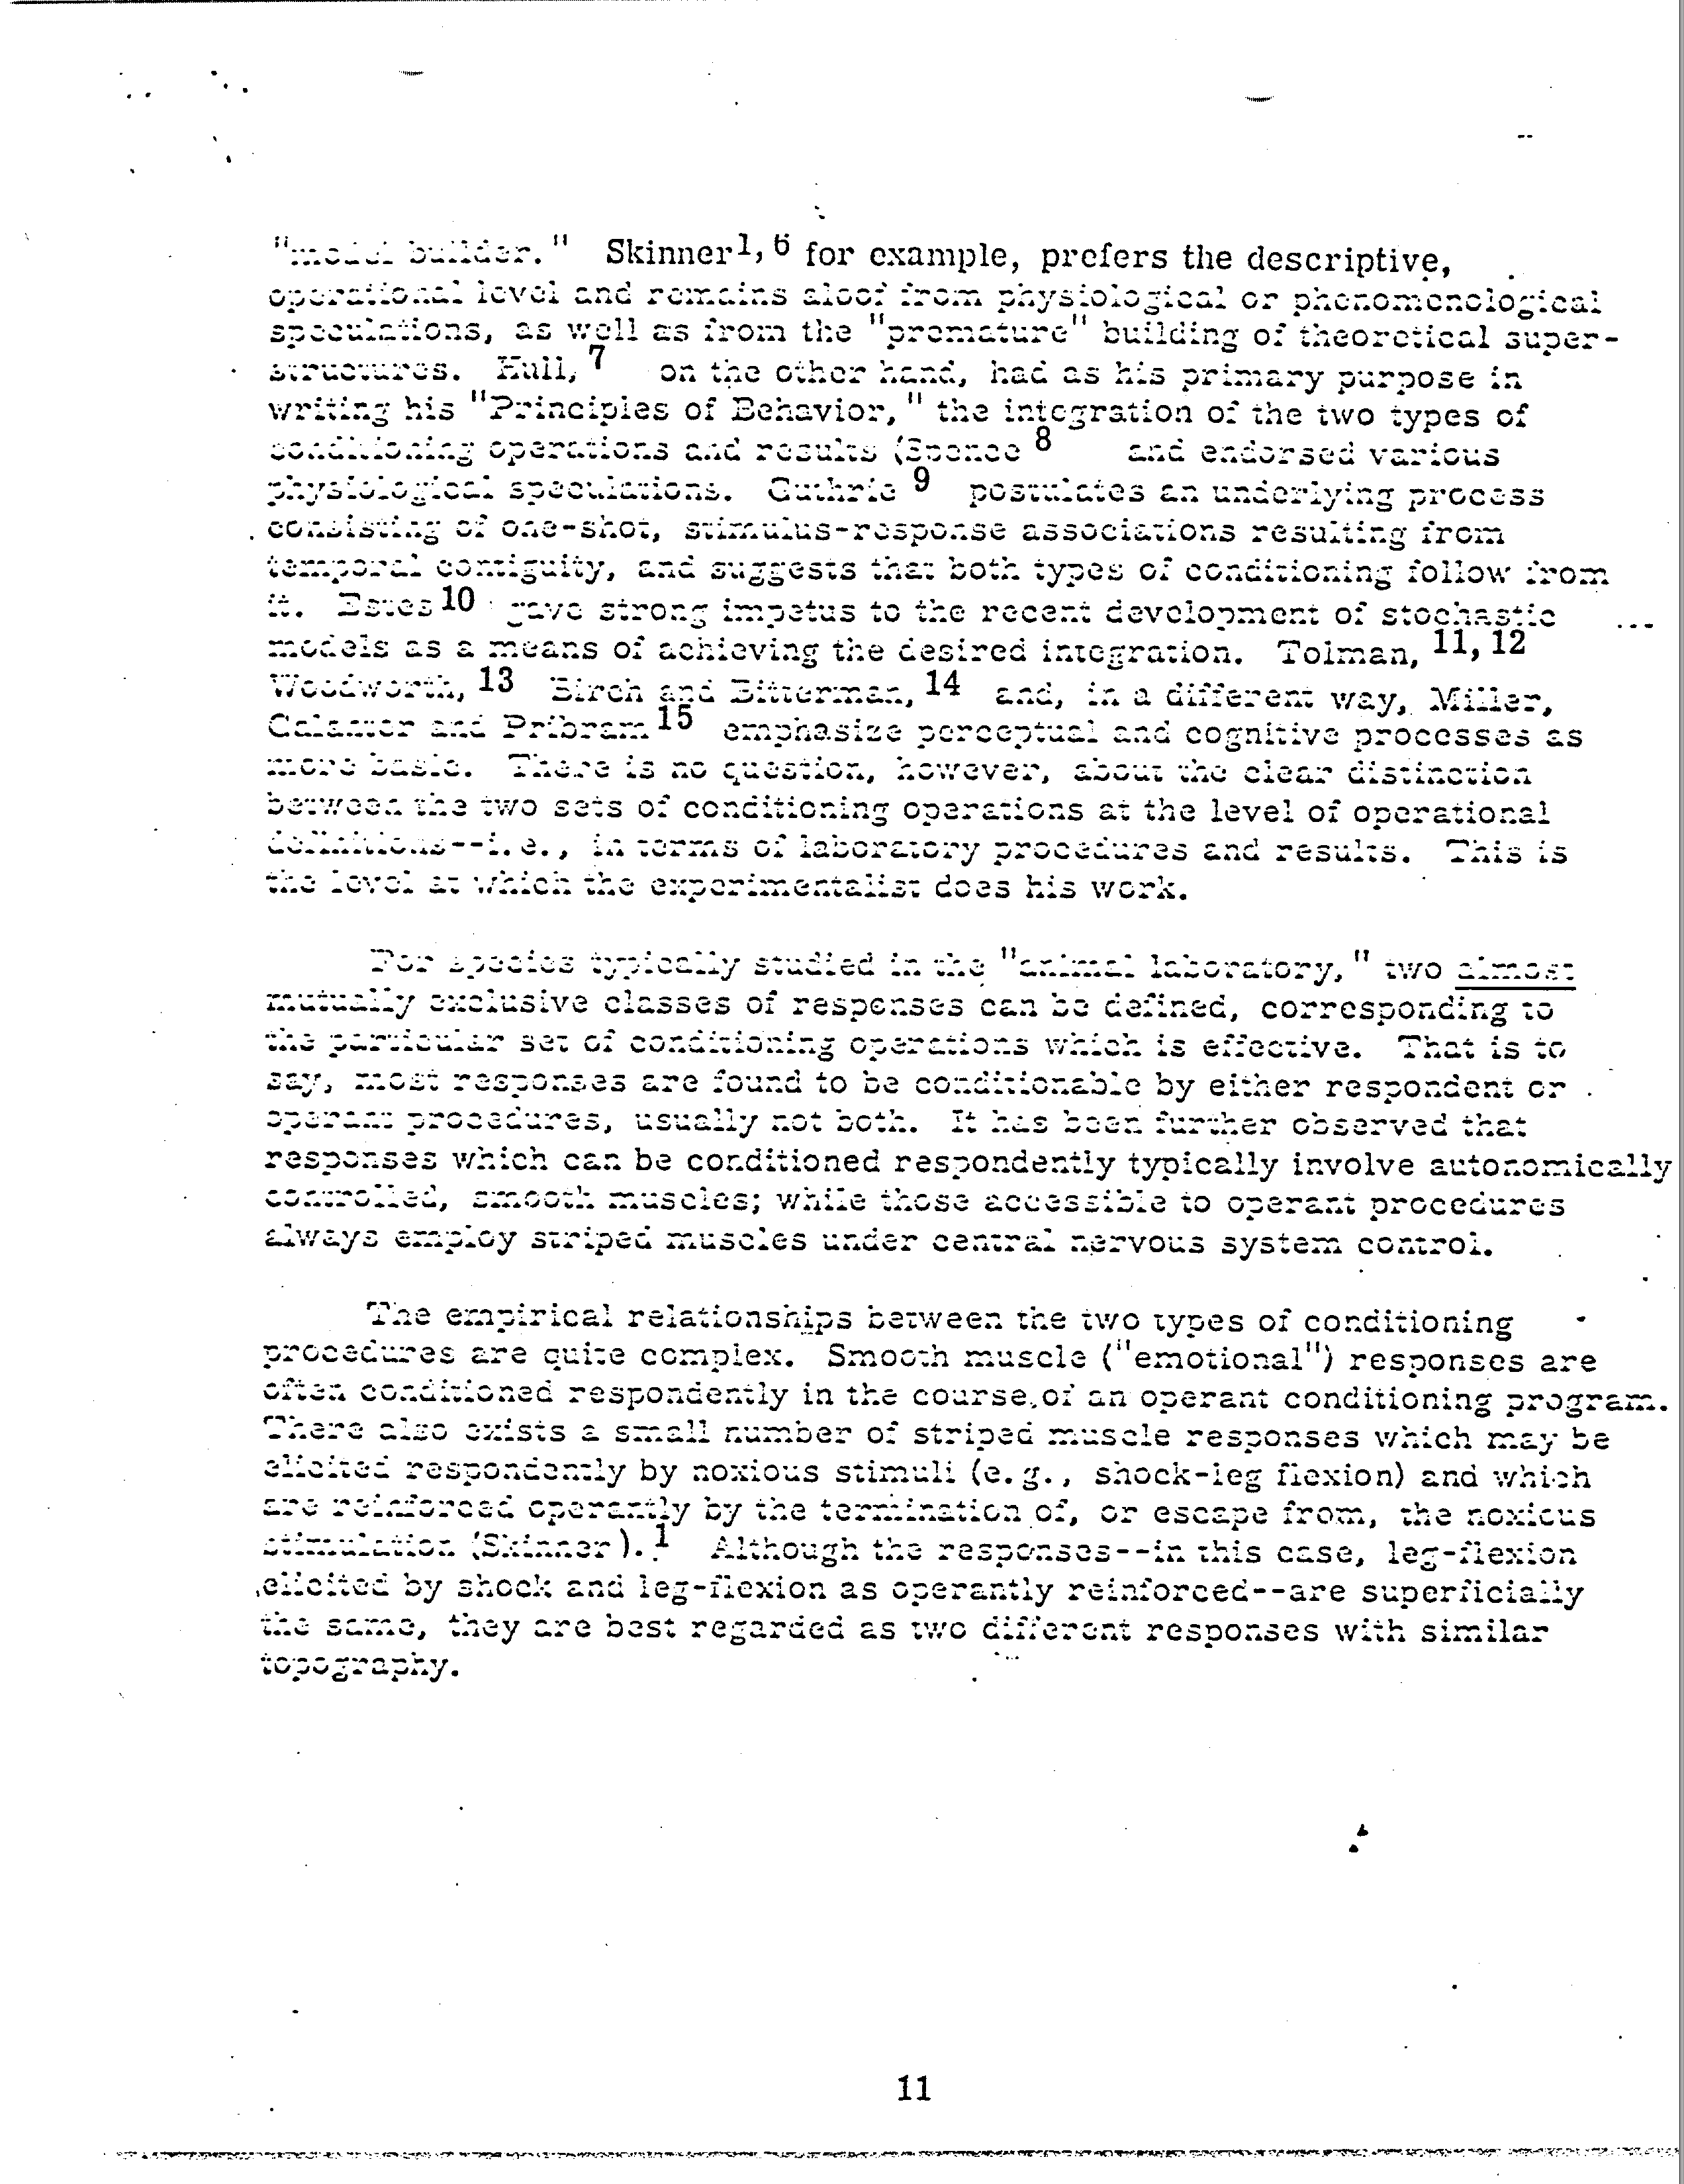 "model builder." Skinner1, 6 for example, prefers the descriptive,
operational level and remains aloof from physiological or phenomenological
speculations, as well as from the "premature" building of theoretical super-
structures. Hull, 7 on the other hand, had as his primary purpose in
writing his "Principles of Behavior," the integration of the two types of
conditioning operations and results (Spence 8 and endorsed various
physiological speculations. Guthrie 9 postulates an underlying process
consisting of one-shot, stimulus-response associations resulting from
temporal contiguity, and suggests that both types of conditioning follow from
it. Estes 10 gave strong impetus to the recent development of stochastic
models as a means of achieving the desired integration. Tolman, 11, 12
Woodworth, 13 Birch and Bitterman, 14 and, in a different way, Miller,
Galanter and Pribram 15 emphasize perceptual and cognitive processes as
more basic. There is no question, however, about the clear distinction
between the two sets of conditioning operations at the level of operational
definitions--i.e., in terms of laboratory procedures and results. This is
the level at which the experimentalist does his work.
For species typically studied in the "animal laboratory," two almost
mutually exclusive classes of responses can be defined, corresponding to
the particular set of conditioning operations which is effective. That is to
say, most responses are found to be conditionable by either respondent or
operant procedures, usually not both. It has been further observed that
responses which can be conditioned respondently typically involve autonomically
controlled, smooth muscles; while those accessible to operant procedures
always employ striped muscles under central nervous system control.
The empirical relationships between the two types of conditioning
procedures are quite complex. Smooth muscle ("emotional") responses are
often conditioned respondently in the course of an operant conditioning program.
There also exists a small number of striped muscle responses which may be
elicited respondently by noxious stimuli (e.g., shock-leg flexion) and which
are reinforced operantly by the termination of, or escape from, the noxious
stimulation (Skinner). 1 Although the responses--in this case, leg-flexion
elicited by shock and leg-flexion as operantly reinforced--are superficially
the same, they are best regarded as two different responses with similar
topography.
11